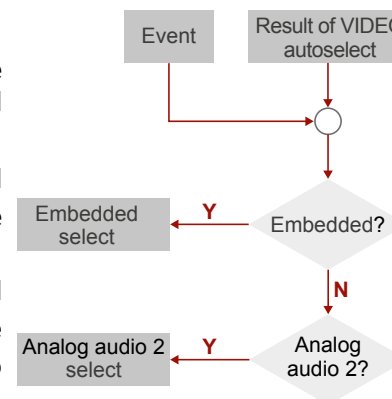 Event
Result of VIDEO
autoselect
Embedded
select
Y
Embedded?
N
Analog audio 2
select
Y
Analog
audio 2?